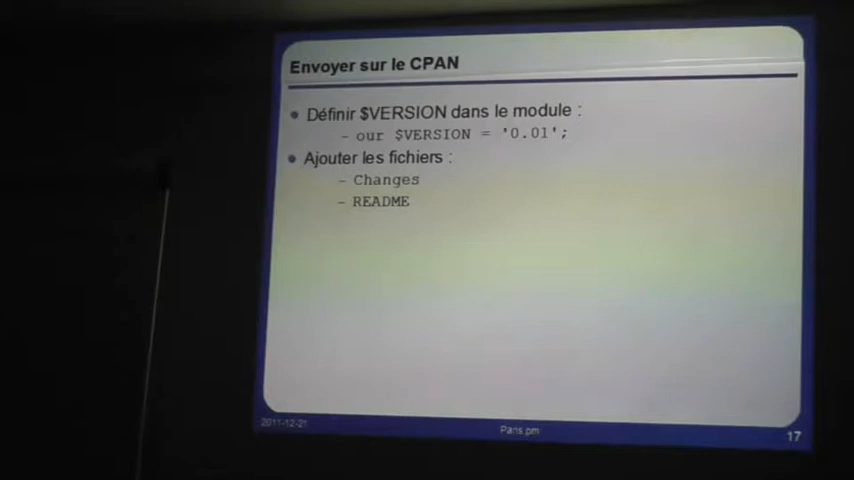 Envoyer sur le CPAN
• Définir $VERSION dans le module :
– our $VERSION = '0.01';
• Ajouter les fichiers :
– Changes
– README
2011-12-21
Paris.pm
17